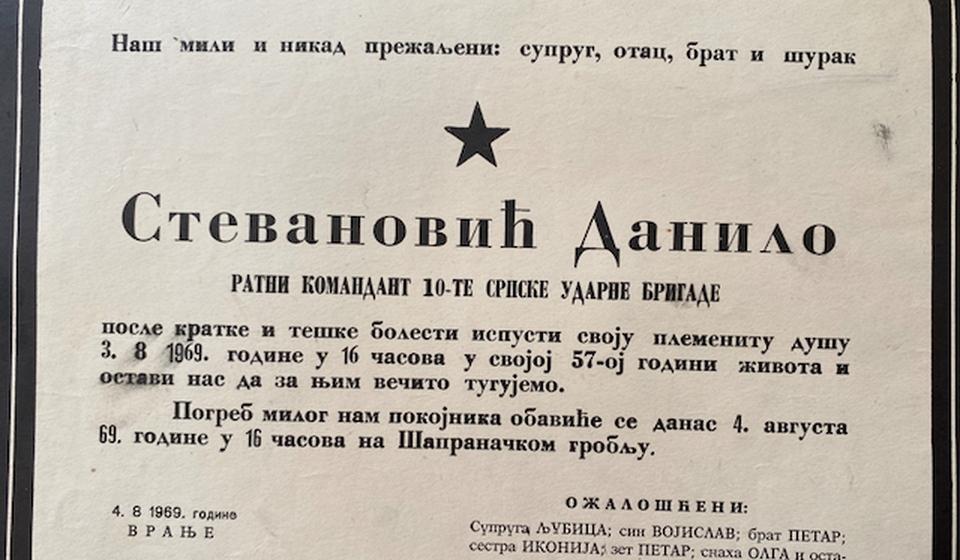 Наш мили и никад прежаљени: супруг, отац, брат и шурак
Стевановић Данило
РАТНИ КОМАНДАНТ 10-ТЕ СРПСКЕ УДАРНЕ БРИГАДЕ
после кратке и тешке болести испусти своју племениту душу
3. 8 1969. године у 16 часова у својој 57-ој години живота и
остави нас да за њим вечито тугујемо.
Погреб милог нам покојника обавиће се данас 4. августа
69. године у 16 часова на Шапраначком гробљу.
4. 8 1969. године
ВРАЊЕ
ОЖАЛОШЋЕНИ:
Супруга ЉУБИЦА; син ВОЈИСЛАВ; брат ПЕТАР;
сестра ИКОНИЈА; зет ПЕТАР; снаха ОЛГА и оста-